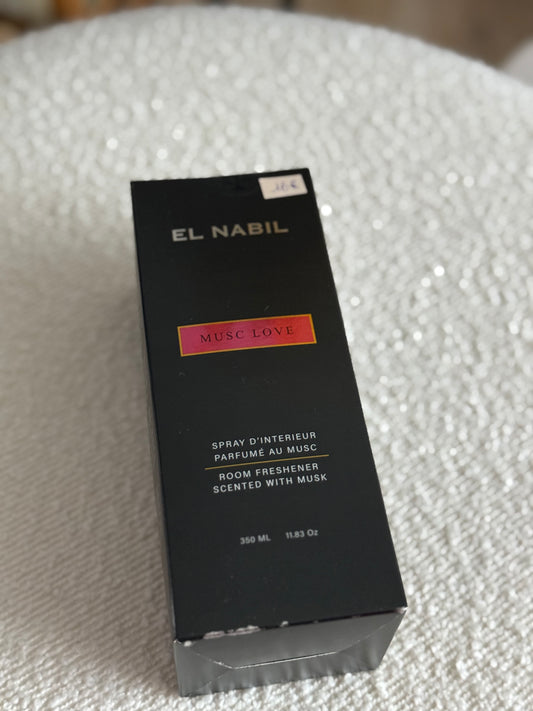 EL NABIL
MUSC LOVE
SPRAY D'INTERIEUR
PARFUMÉ AU MUSC
ROOM FRESHENER
SCENTED WITH MUSK
350 ML 11.83 Oz